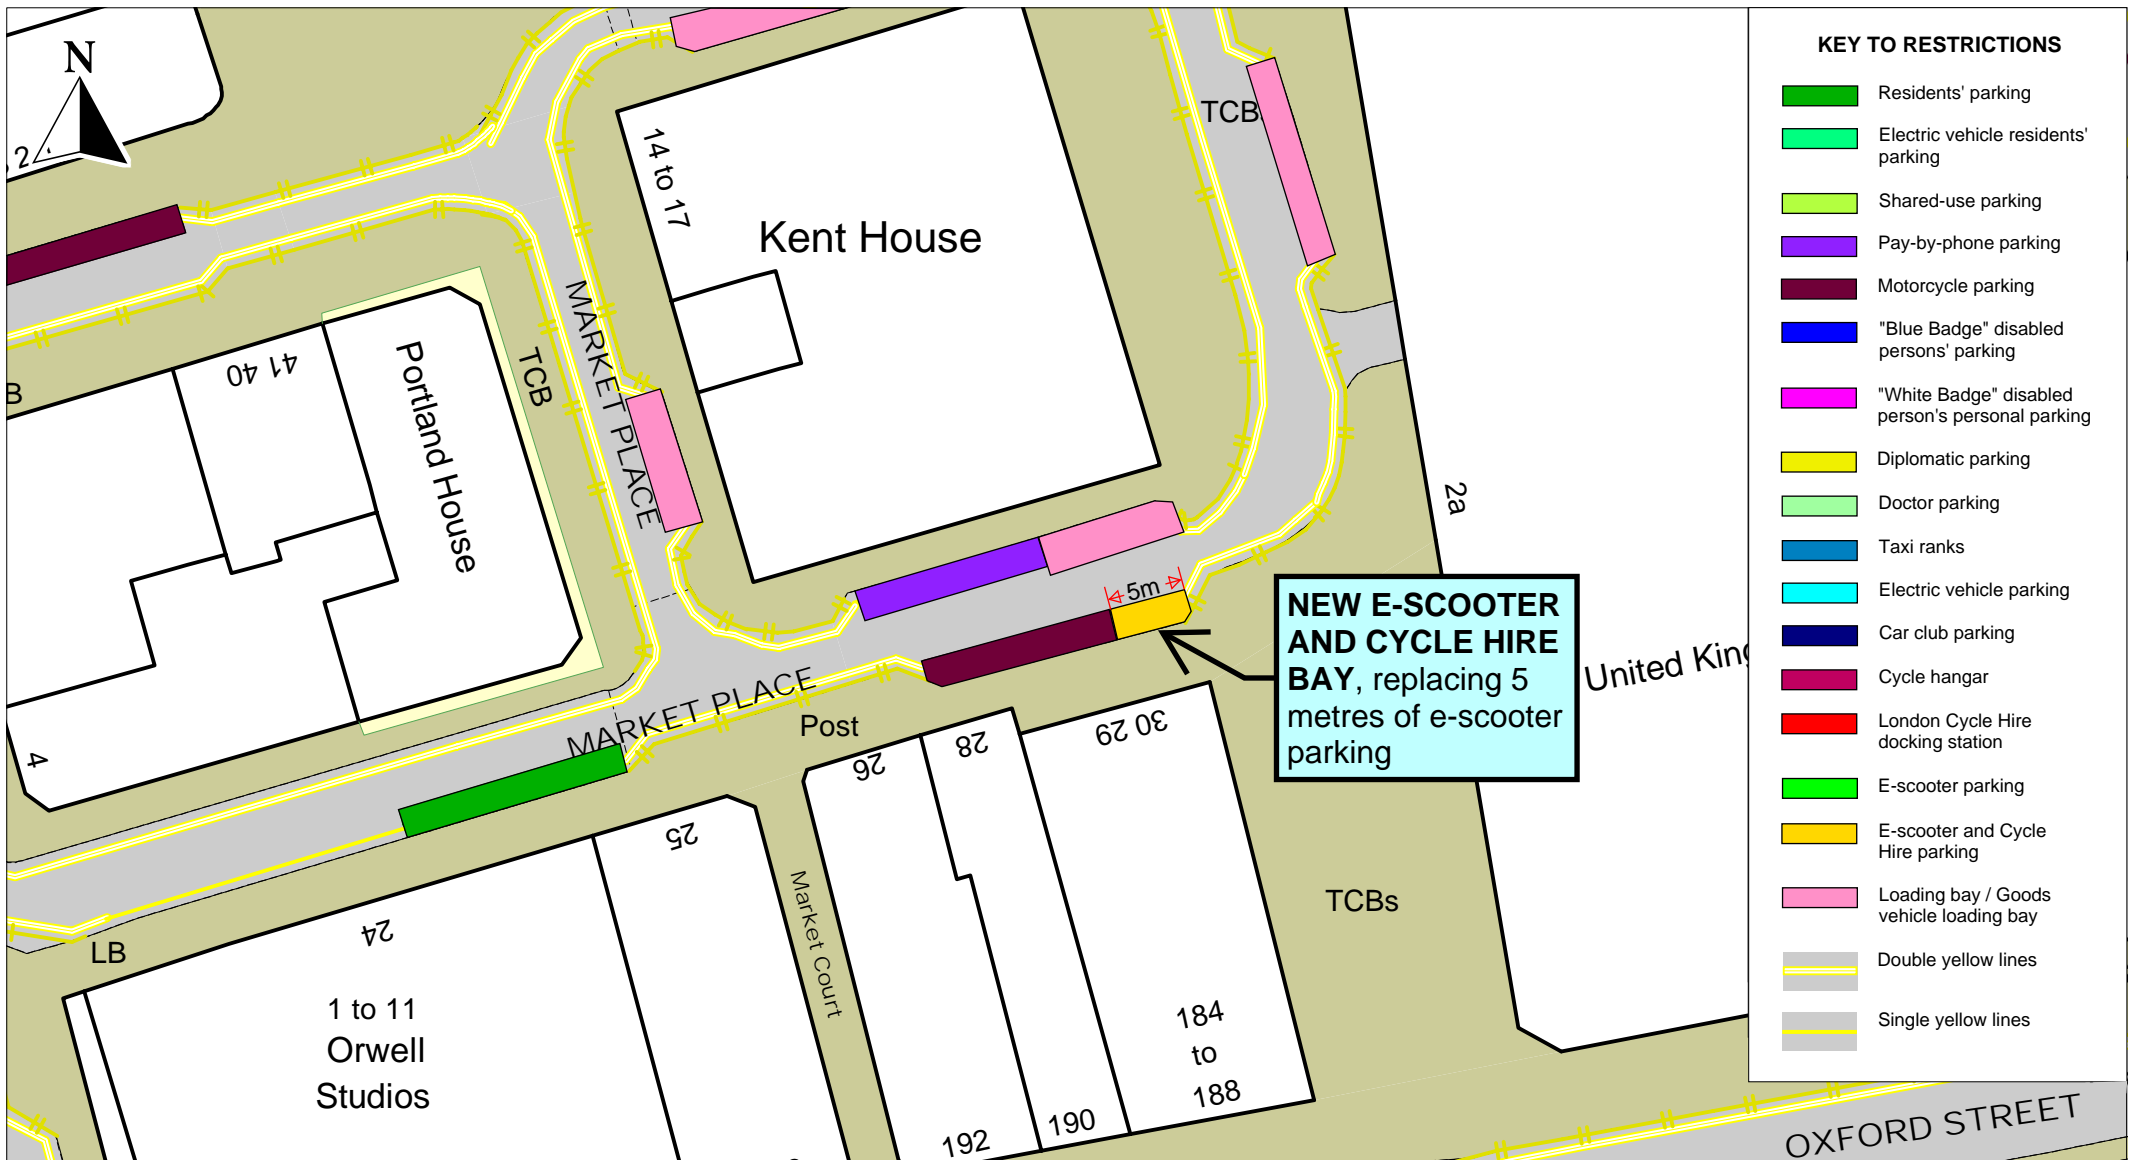 N
2
14 to 17
Kent House
TCB
MARKET PLACE
TCB
41 40
Portland House
B
4
2a
5m
NEW E-SCOOTER
AND CYCLE HIRE
BAY, replacing 5
metres of e-scooter
parking
MARKET PLACE
Post
26
28
30 29
25
24
LB
Market Court
1 to 11
Orwell
Studios
TCBs
184
to
188
190
192
United King
OXFORD STREET
KEY TO RESTRICTIONS
Residents' parking
Electric vehicle residents'
parking
Shared-use parking
Pay-by-phone parking
Motorcycle parking
"Blue Badge" disabled
persons' parking
"White Badge" disabled
person's personal parking
Diplomatic parking
Doctor parking
Taxi ranks
Electric vehicle parking
Car club parking
Cycle hangar
London Cycle Hire
docking station
E-scooter parking
E-scooter and Cycle
Hire parking
Loading bay / Goods
vehicle loading bay
Double yellow lines
Single yellow lines